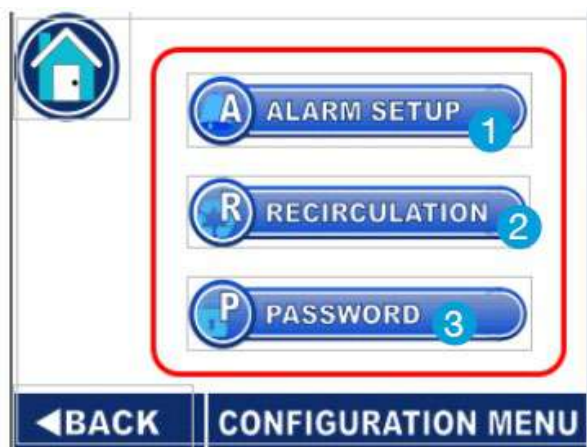 A ALARM SETUP 1
R RECIRCULATION 2
P PASSWORD 3
◀BACK CONFIGURATION MENU